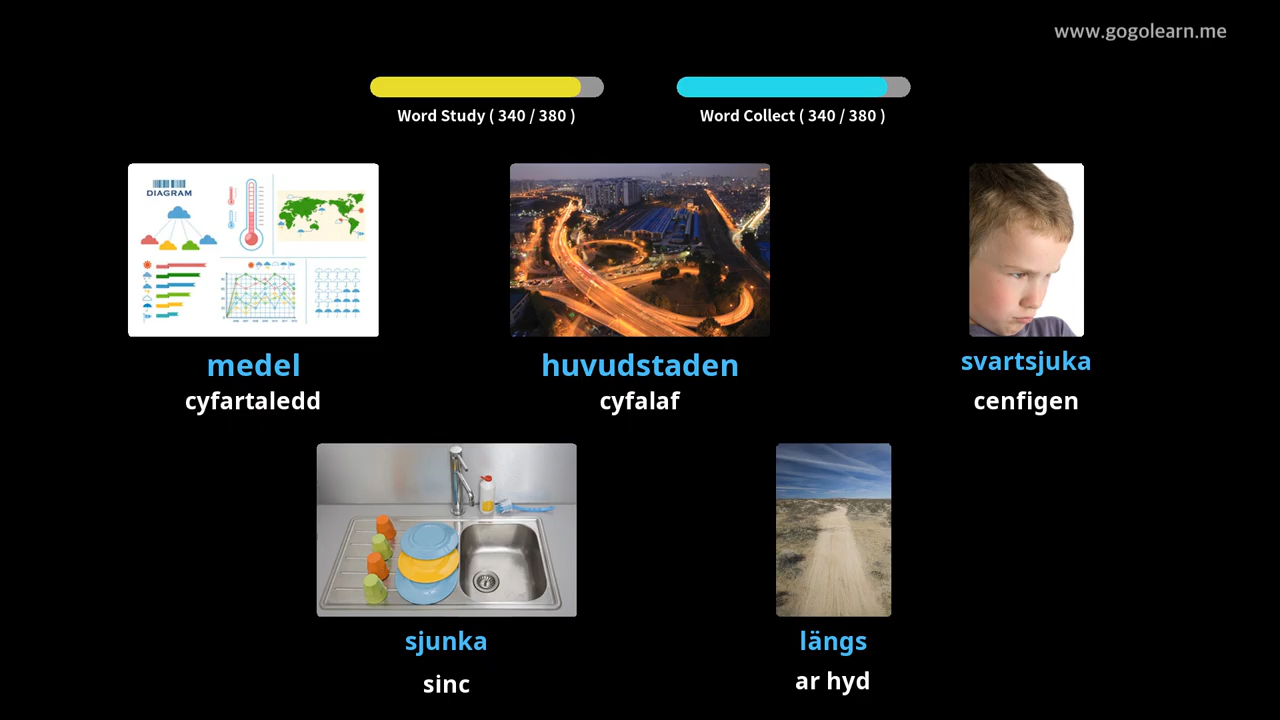 www.gogolearn.me
Word Study ( 340 / 380 )
Word Collect ( 340 / 380 )
DIAGRAM
medel
cyfartaledd
huvudstaden
cyfalaf
svartsjuka
cenfigen
sjunka
sinc
längs
ar hyd